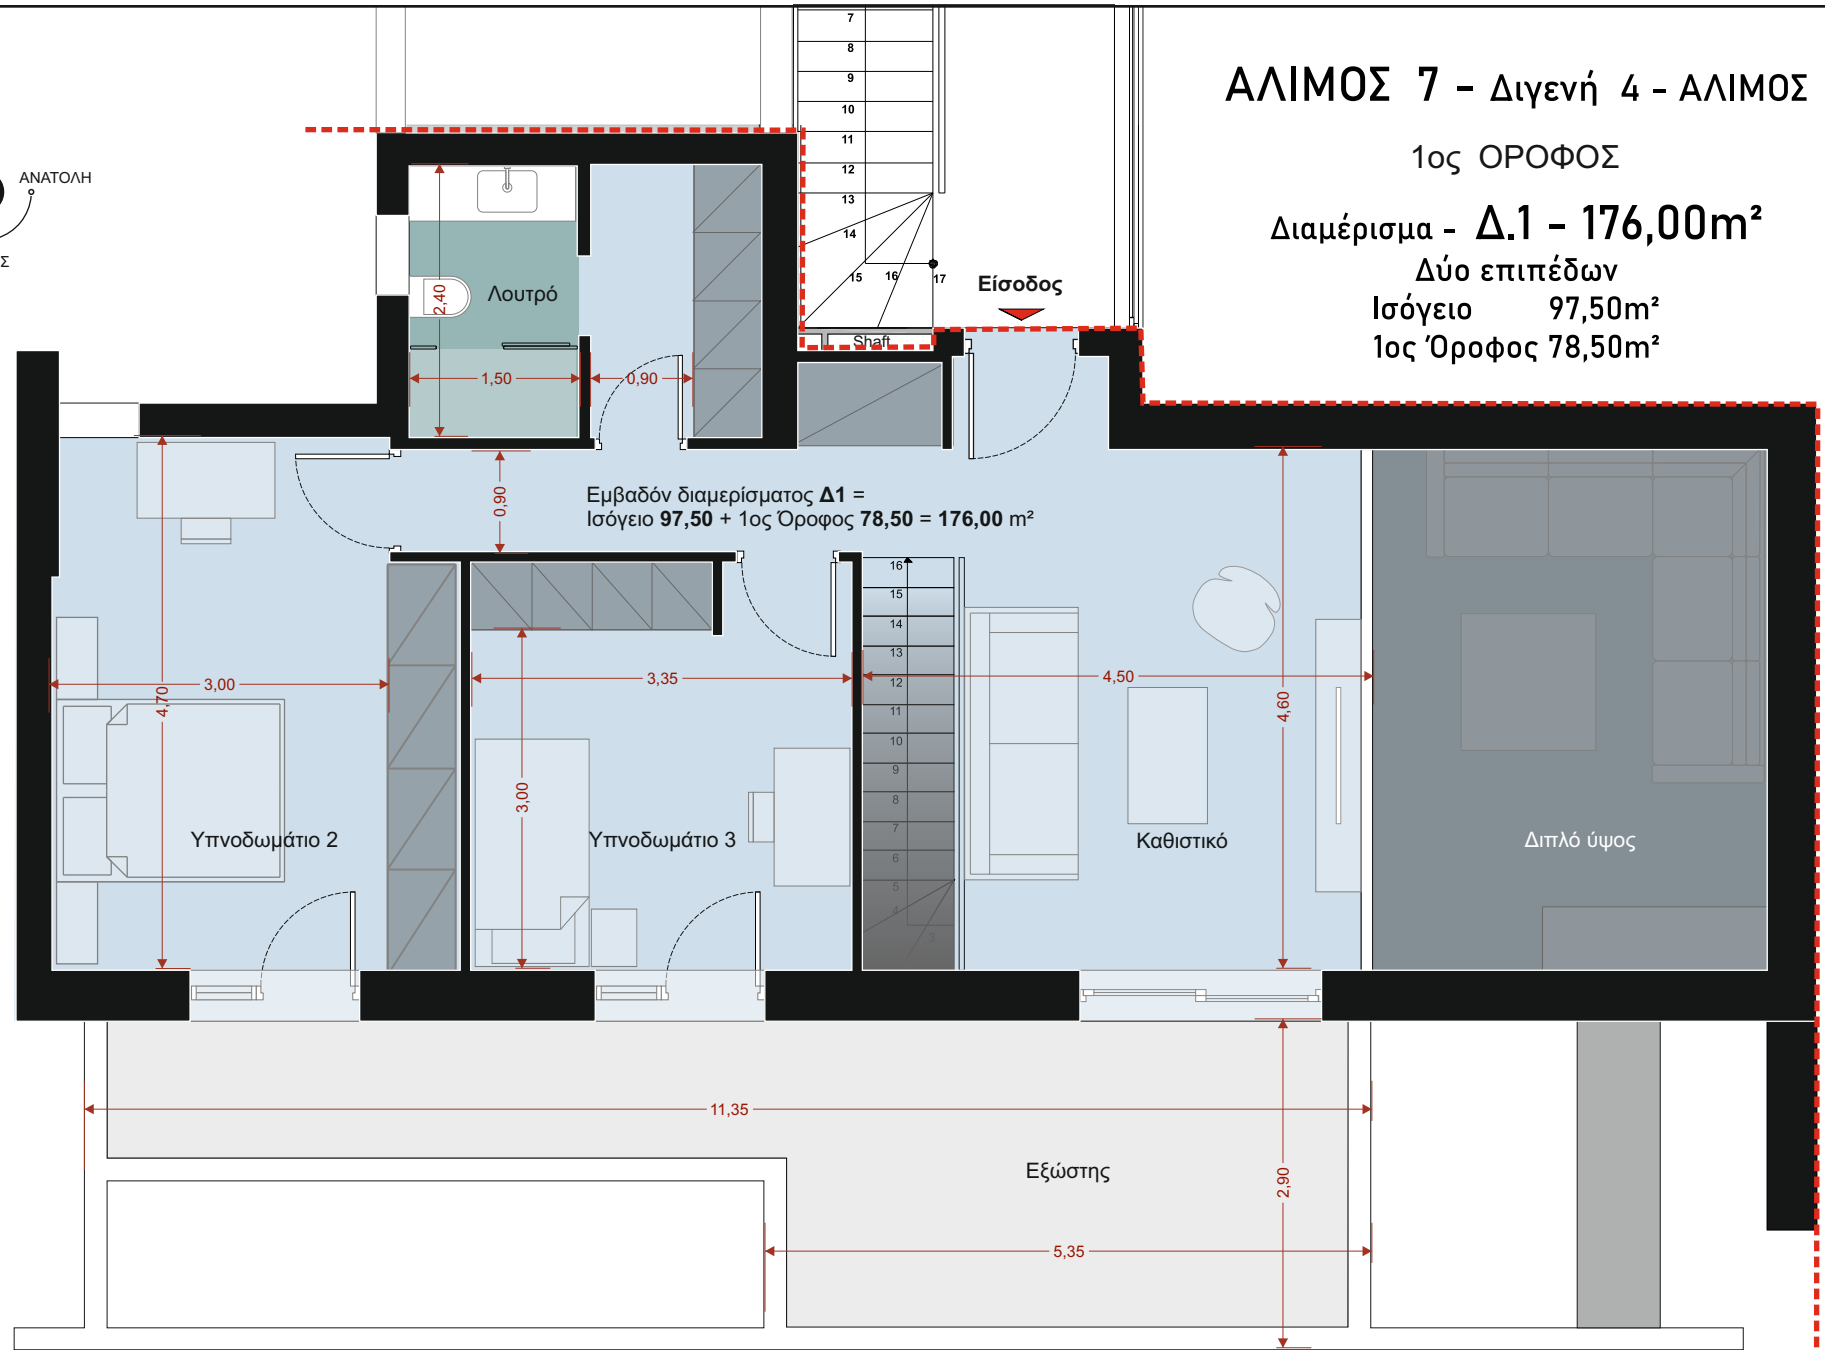 ΑΛΙΜΟΣ 7 - Διγενή 4 - ΑΛΙΜΟΣ
1ος ΟΡΟΦΟΣ
Διαμέρισμα - Δ.1 - 176,00m²
Δύο επιπέδων
Ισόγειο 97,50m²
1ος Όροφος 78,50m²
ΑΝΑΤΟΛΗ
Σ
7
8
9
10
11
12
13
14
15
16
17
Είσοδος
Shaft
Λουτρό
2,40
1,50
0,90
0,90
Εμβαδόν διαμερίσματος Δ1 =
Ισόγειο 97,50 + 1ος Όροφος 78,50 = 176,00 m²
16
15
14
13
12
11
10
9
8
7
6
5
4
3
3,00
4,70
3,35
3,00
4,50
4,60
Υπνοδωμάτιο 2
Υπνοδωμάτιο 3
Καθιστικό
Διπλό ύψος
11,35
Εξώστης
2,90
5,35